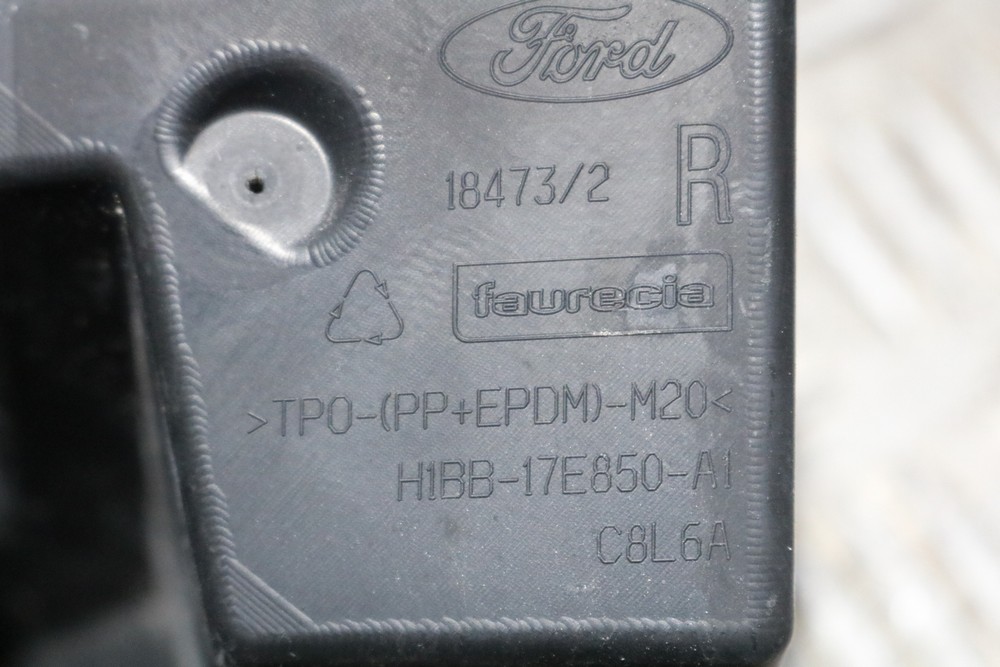 Ford
18473/2 R
faurecia
>TPO-(PP+EPDM)-M20<
H1BB-17E850-A1
C8L6A